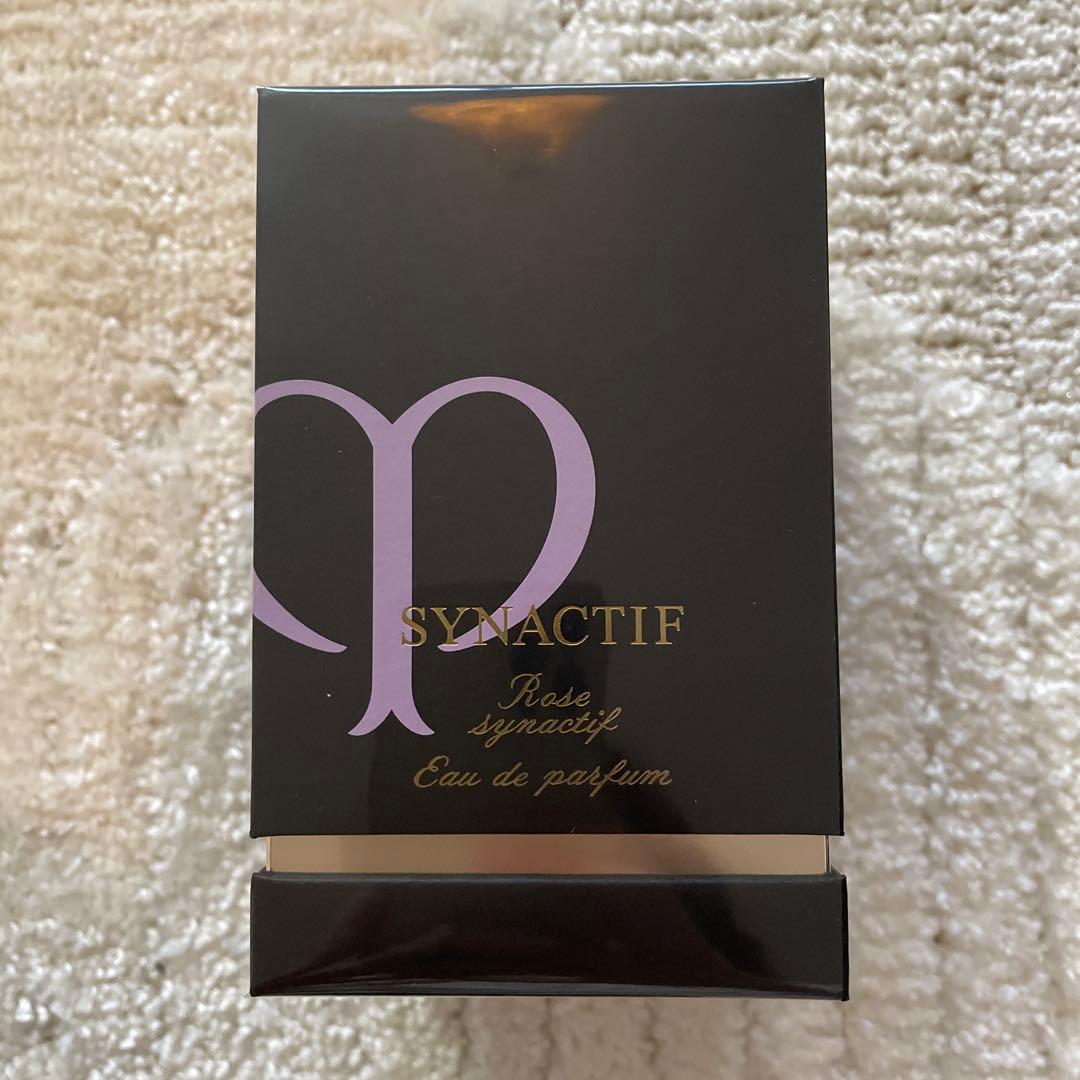 SYNACTIF
Rose
synactif
Eau de parfum